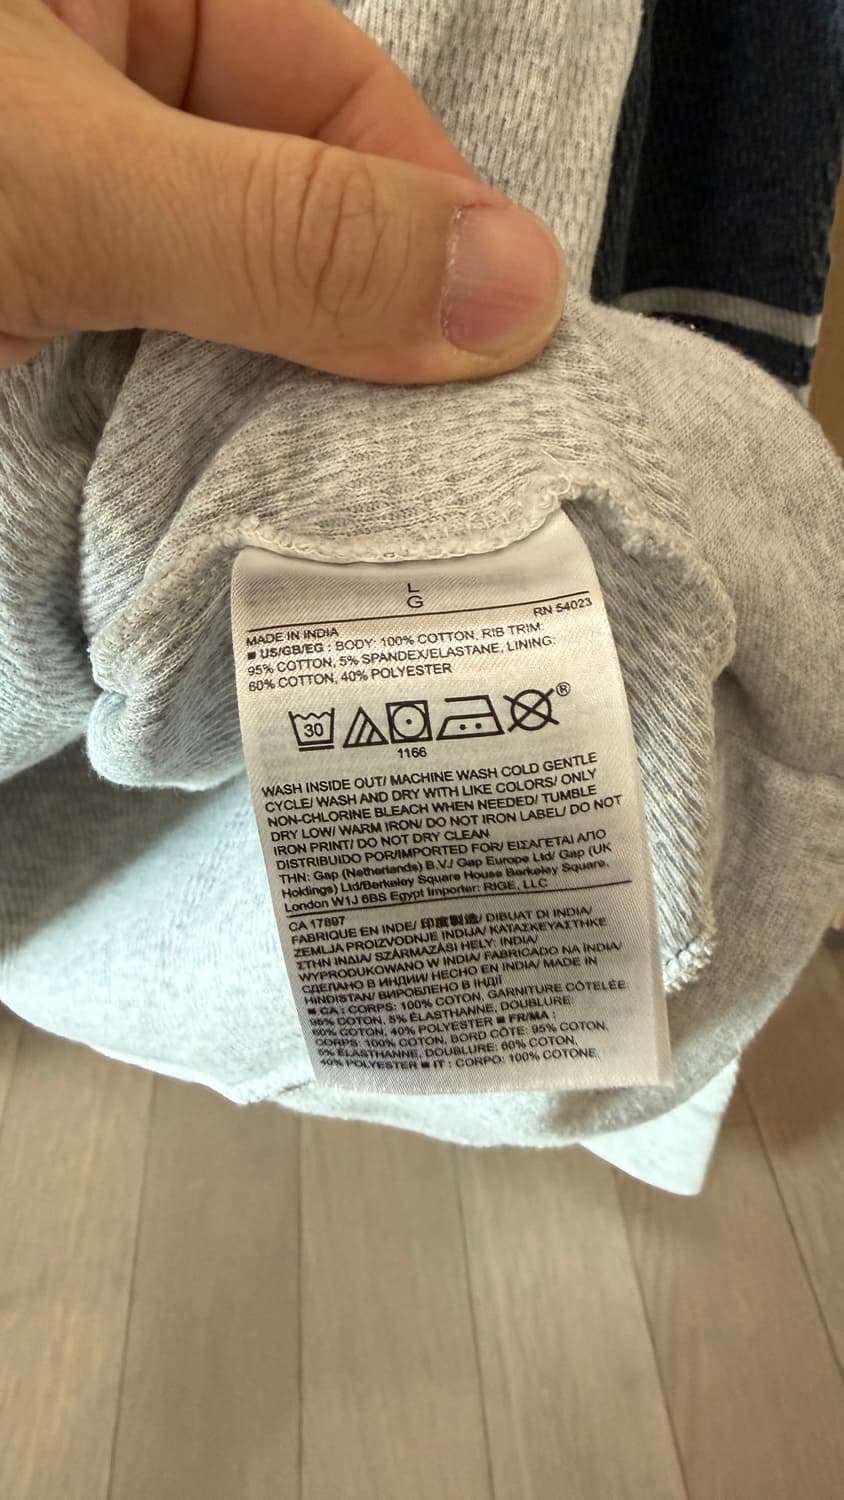 L
G
RN 54023
MADE IN INDIA
■ US/GB/EG : BODY: 100% COTTON, RIB TRIM:
95% COTTON, 5% SPANDEX/ELASTANE, LINING:
60% COTTON, 40% POLYESTER
30
®
1166
WASH INSIDE OUT/ MACHINE WASH COLD GENTLE
CYCLE/ WASH AND DRY WITH LIKE COLORS/ ONLY
NON-CHLORINE BLEACH WHEN NEEDED/ TUMBLE
DRY LOW/ WARM IRON/ DO NOT IRON LABEL/ DO NOT
IRON PRINT/ DO NOT DRY CLEAN
DISTRIBUIDO POR/IMPORTED FOR/ ΕΙΣΑΓΕΤΑΙ ΑΠΟ
ΤΗΝ: Gap (Netherlands) B.V./ Gap Europe Ltd/ Gap (UK
Holdings) Ltd/Berkeley Square House Berkeley Square,
London W1J 6BS Egypt Importer: RIGE, LLC
CA 17897
FABRIQUE EN INDE/ 印度製造/ DIBUAT DI INDIA/
ZEMLJA PROIZVODNJE INDIJA/ ΚΑΤΑΣΚΕΥΑΣΤΗΚΕ
ΣΤΗΝ ΙΝΔΙΑ/ SZÁRMAZÁSI HELY: INDIA/
WYPRODUKOWANO W INDIA/ FABRICADO NA ÍNDIA/
СДЕЛАНО В ИНДИИ/ HECHO EN INDIA/ MADE IN
HINDISTAN/ ВИРОБЛЕНО В ІНДІЇ
■ CA : CORPS: 100% COTON, GARNITURE CÔTELÉE:
95% COTON, 5% ÉLASTHANNE, DOUBLURE:
60% COTON, 40% POLYESTER ■ FR/MA :
CORPS: 100% COTON, BORD CÔTE: 95% COTON,
5% ÉLASTHANNE, DOUBLURE: 60% COTON,
40% POLYESTER ■ IT : CORPO: 100% COTONE,